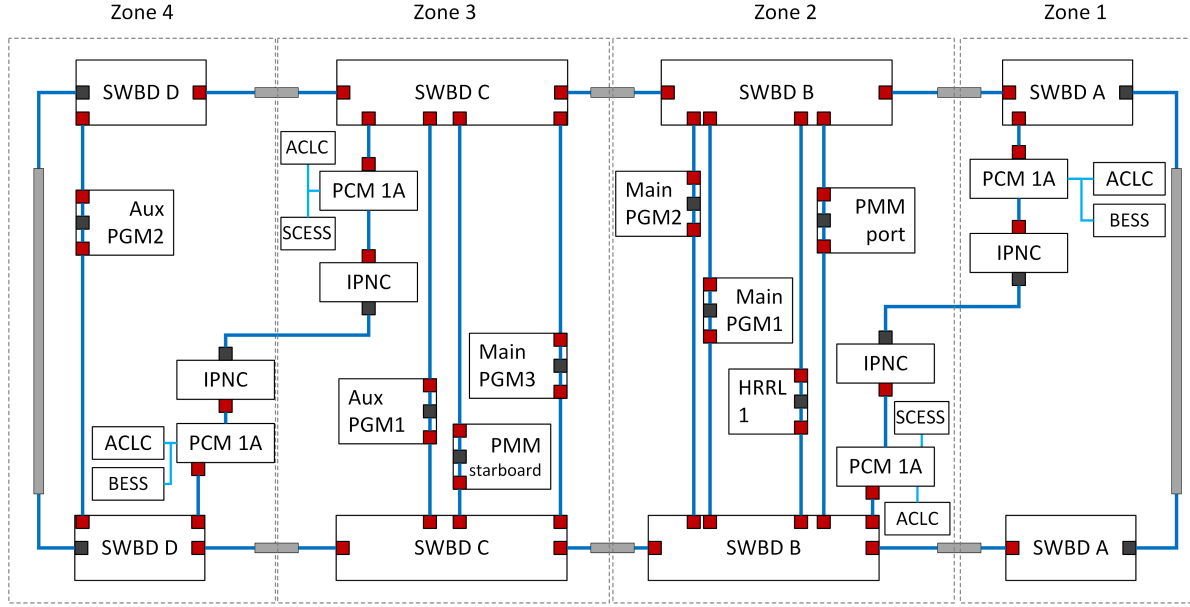 Zone 4
Zone 3
Zone 2
Zone 1
SWBD D
SWBD C
SWBD B
SWBD A
ACLC
PCM 1A
SCESS
IPNC
Aux
PGM2
Main
PGM2
PMM
port
PCM 1A
ACLC
BESS
IPNC
Main
PGM1
IPNC
PCM 1A
ACLC
BESS
Aux
PGM1
Main
PGM3
PMM
starboard
HRRL
1
IPNC
SCESS
PCM 1A
ACLC
SWBD D
SWBD C
SWBD B
SWBD A